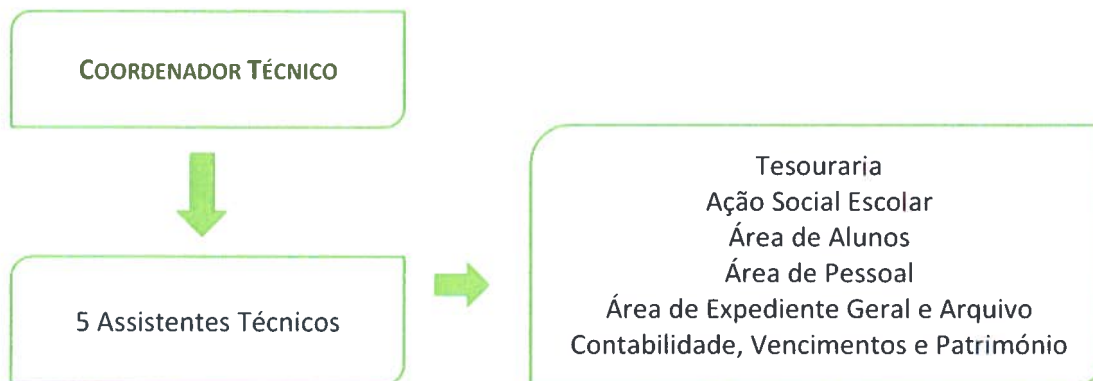 COORDENADOR TÉCNICO
5 Assistentes Técnicos
Tesouraria
Ação Social Escolar
Área de Alunos
Área de Pessoal
Área de Expediente Geral e Arquivo
Contabilidade, Vencimentos e Património